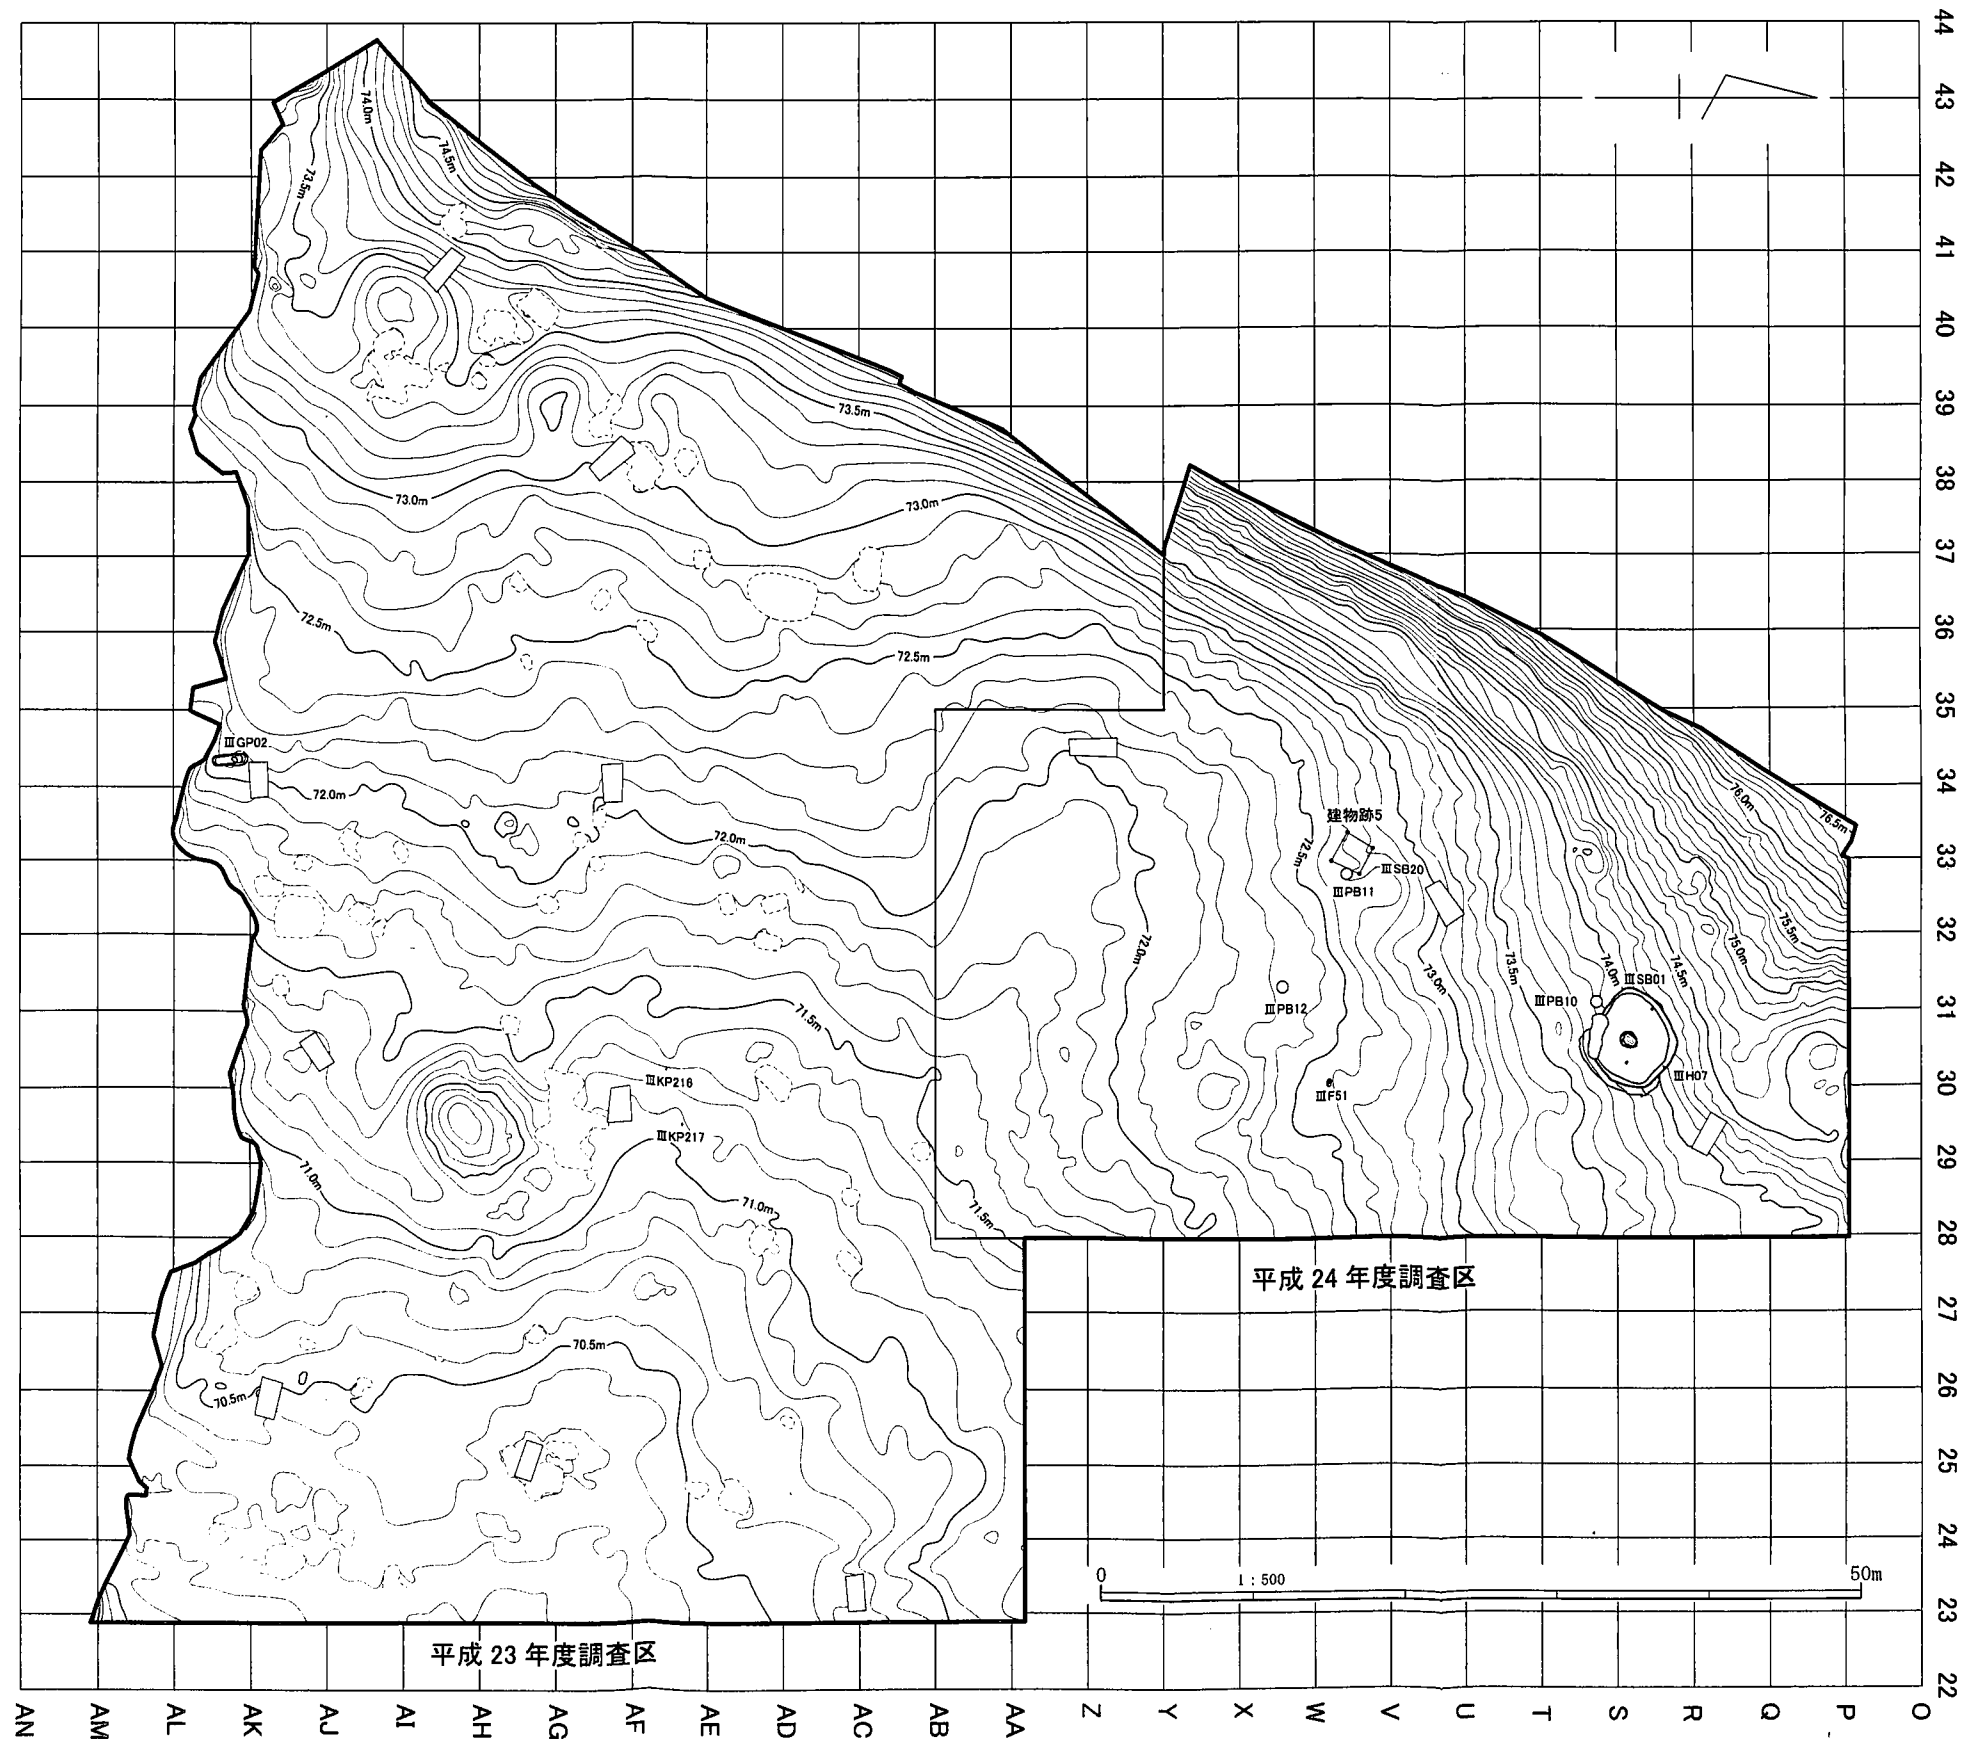 44
43
42
41
40
39
38
37
36
35
34
33
32
31
30
29
28
27
26
25
24
23
22
AN
AM
AL
AK
AJ
AI
AH
AG
AF
AE
AD
AC
AB
AA
Z
Y
X
W
V
U
T
S
R
Q
P
O
74.0m
74.5m
73.5m
73.5m
73.0m
73.0m
72.5m
72.5m
ⅢGP02
72.0m
72.0m
71.5m
ⅢKP216
ⅢKP217
71.0m
71.0m
71.5m
70.5m
70.5m
76.0m
76.5m
建物跡5
72.5m
ⅢSB20
ⅢPB11
75.5m
75.0m
74.5m
74.0m
73.5m
73.0m
72.0m
ⅢSB01
ⅢPB10
ⅢPB12
ⅢH07
ⅢF51
平成 24 年度調査区
0
1 : 500
50m
平成 23 年度調査区